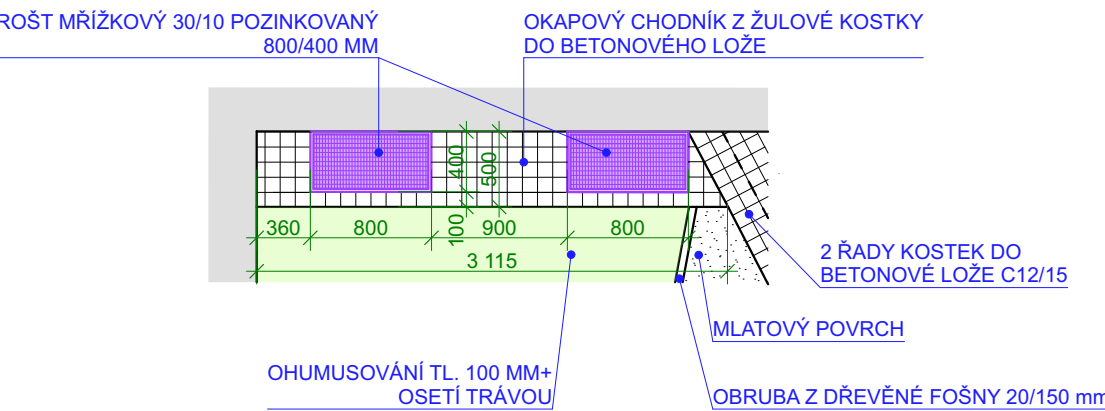 ROŠT MŘÍŽKOVÝ 30/10 POZINKOVANÝ
800/400 MM
OKAPOVÝ CHODNÍK Z ŽULOVÉ KOSTKY
DO BETONOVÉHO LOŽE
400
500
100
360
800
900
800
3 115
2 ŘADY KOSTEK DO
BETONOVÉ LOŽE C12/15
MLATOVÝ POVRCH
OHUMUSOVÁNÍ TL. 100 MM+
OSETÍ TRÁVOU
OBRUBA Z DŘEVĚNÉ FOŠNY 20/150 mm